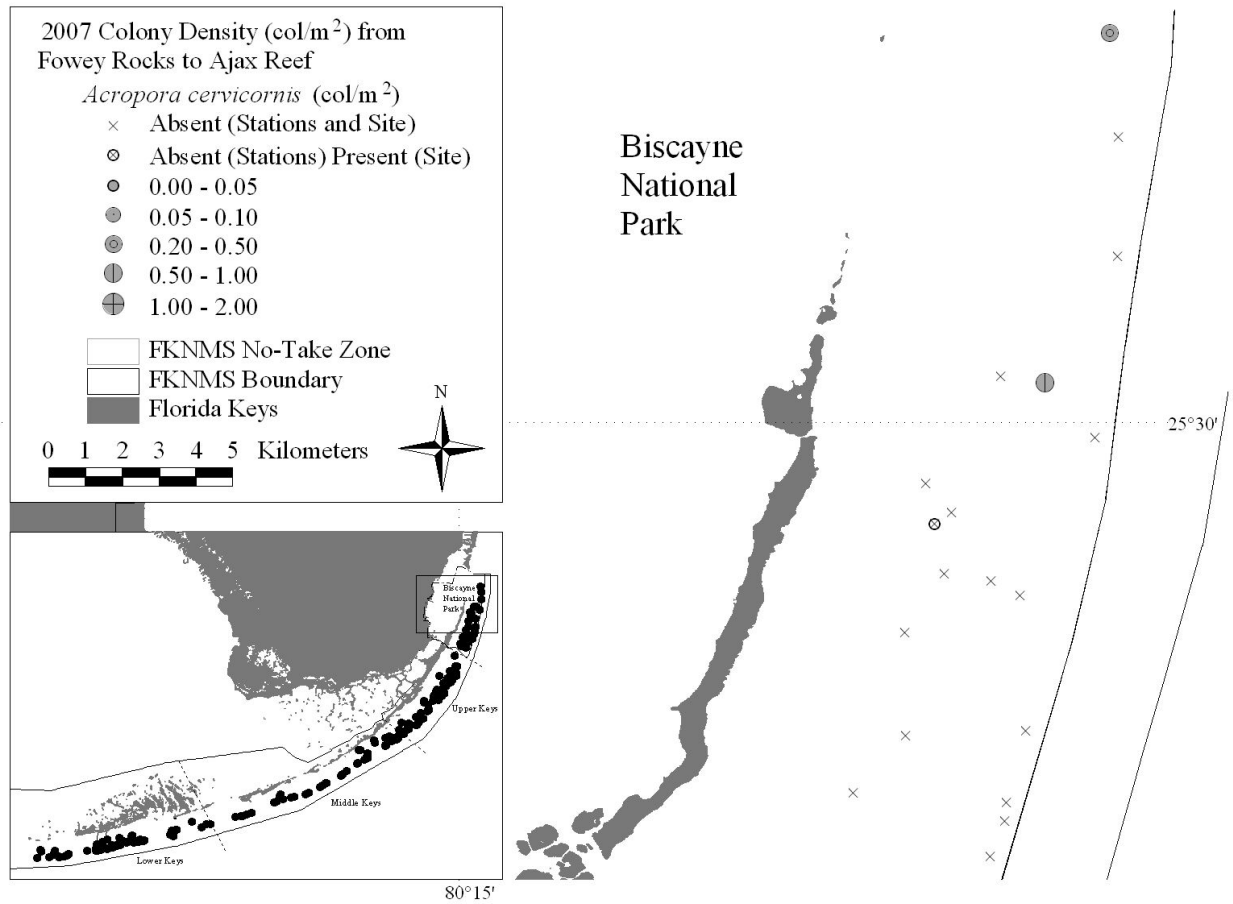 2007 Colony Density (col/m²) from
Fowey Rocks to Ajax Reef
Acropora cervicornis (col/m²)
Absent (Stations and Site)
Absent (Stations) Present (Site)
0.00 - 0.05
0.05 - 0.10
0.20 - 0.50
0.50 - 1.00
1.00 - 2.00
FKNMS No-Take Zone
FKNMS Boundary
Florida Keys
N
0 1 2 3 4 5 Kilometers
Biscayne
National
Park
25°30'
Biscayne
National
Park
Upper Keys
Middle Keys
Lower Keys
80°15'